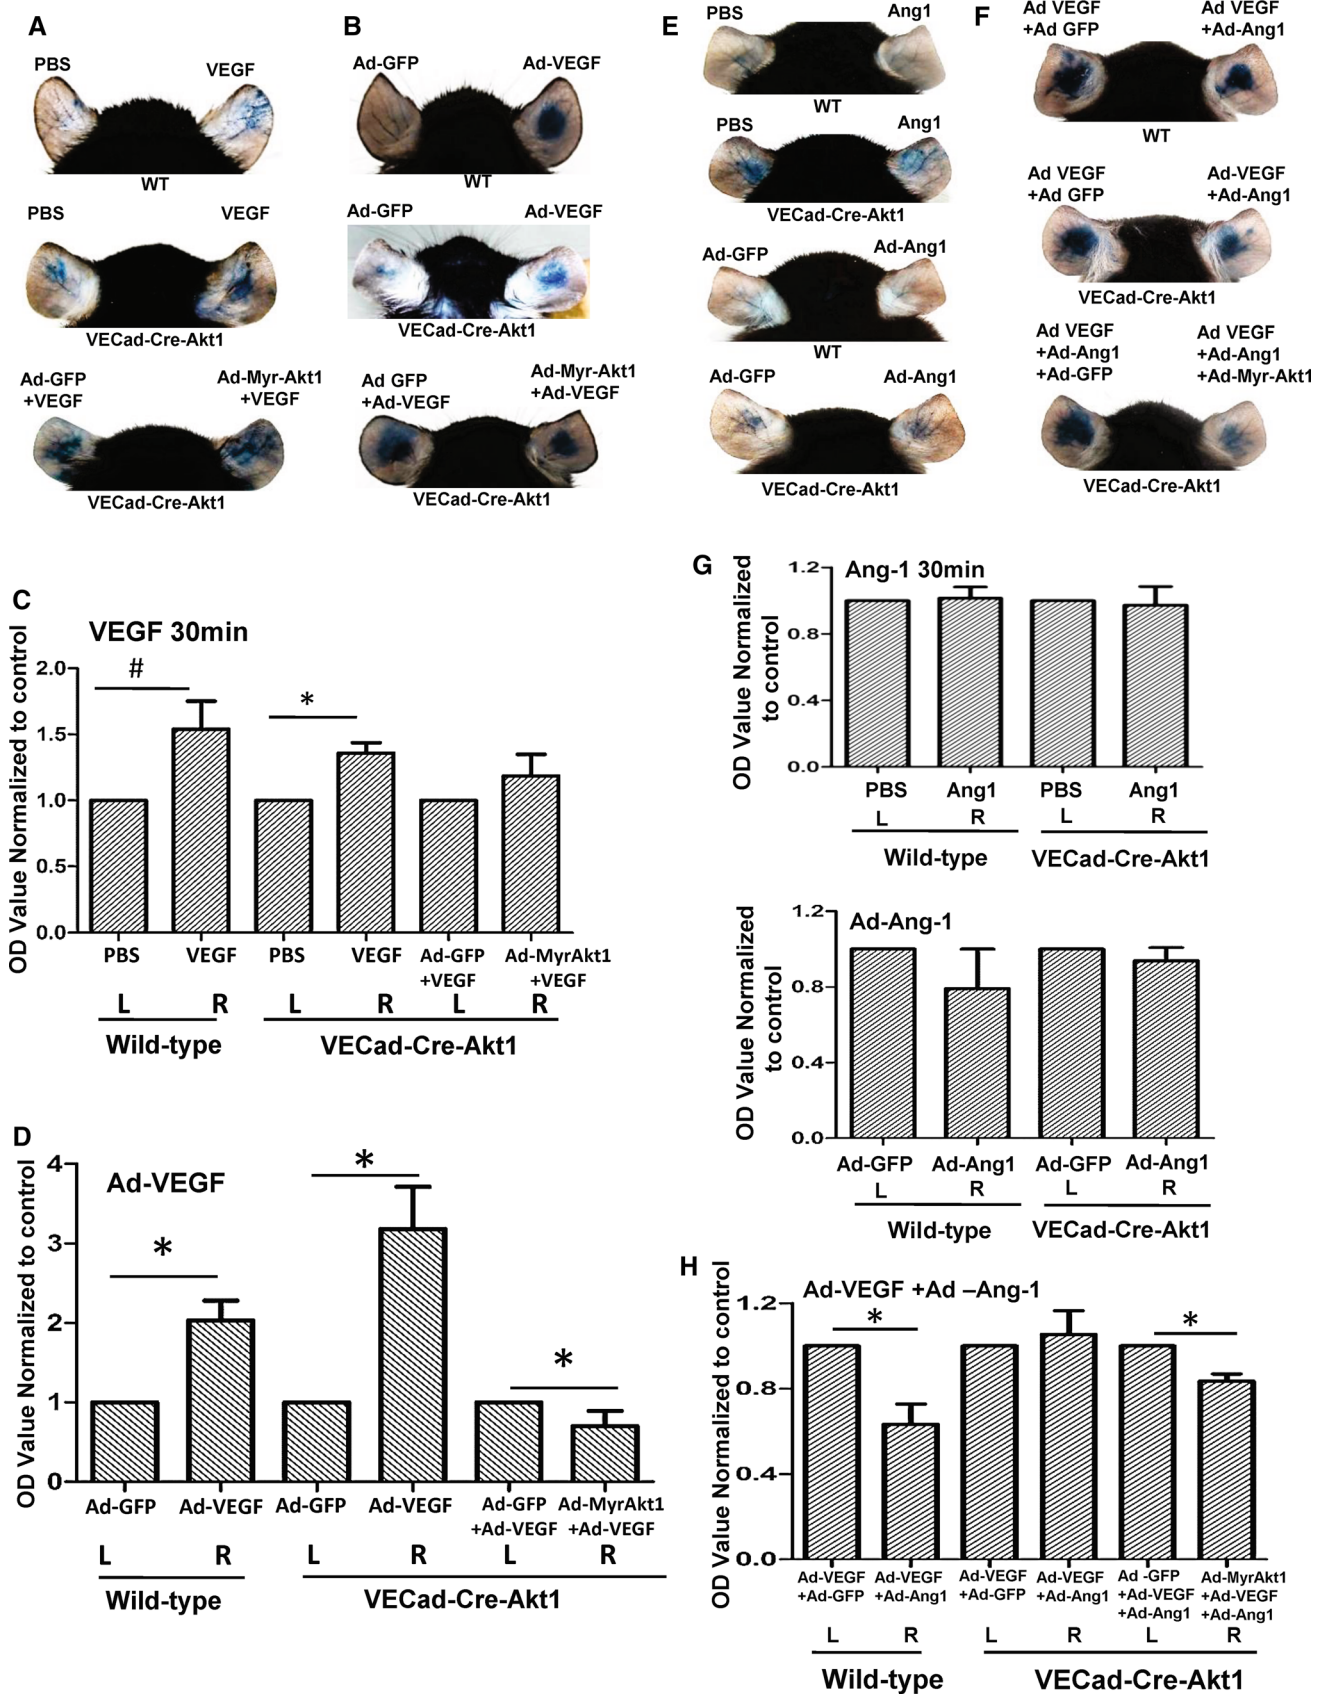 A
PBS
VEGF
WT
PBS
VEGF
VECad-Cre-Akt1
Ad-GFP
+VEGF
Ad-Myr-Akt1
+VEGF
VECad-Cre-Akt1
B
Ad-GFP
Ad-VEGF
WT
Ad-GFP
Ad-VEGF
VECad-Cre-Akt1
Ad GFP
+Ad-VEGF
Ad-Myr-Akt1
+Ad-VEGF
VECad-Cre-Akt1
E
PBS
Ang1
WT
PBS
Ang1
VECad-Cre-Akt1
Ad-GFP
Ad-Ang1
WT
Ad-GFP
Ad-Ang1
VECad-Cre-Akt1
F
Ad VEGF
+Ad GFP
Ad VEGF
+Ad-Ang1
WT
Ad VEGF
+Ad GFP
Ad-VEGF
+Ad-Ang1
VECad-Cre-Akt1
Ad VEGF
+Ad-Ang1
+Ad-GFP
Ad VEGF
+Ad-Ang1
+Ad-Myr-Akt1
VECad-Cre-Akt1
C
VEGF 30min
OD Value Normalized to control
2.0
1.5
1.0
0.5
0.0
#
*
PBS
VEGF
PBS
VEGF
Ad-GFP
+VEGF
Ad-MyrAkt1
+VEGF
L
R
L
R
L
R
Wild-type
VECad-Cre-Akt1
D
Ad-VEGF
OD Value Normalized to control
4
3
2
1
0
*
*
*
Ad-GFP
Ad-VEGF
Ad-GFP
Ad-VEGF
Ad-GFP
+Ad-VEGF
Ad-MyrAkt1
+Ad-VEGF
L
R
L
R
L
R
Wild-type
VECad-Cre-Akt1
G
Ang-1 30min
OD Value Normalized
to control
1.2
0.8
0.4
0.0
PBS
Ang1
PBS
Ang1
L
R
L
R
Wild-type
VECad-Cre-Akt1
Ad-Ang-1
OD Value Normalized
to control
1.2
0.8
0.4
0.0
Ad-GFP
Ad-Ang1
Ad-GFP
Ad-Ang1
L
R
L
R
Wild-type
VECad-Cre-Akt1
H
Ad-VEGF +Ad –Ang-1
OD Value Normalized to control
1.2
0.8
0.4
0.0
*
*
Ad-VEGF
+Ad-GFP
Ad-VEGF
+Ad-Ang1
Ad-VEGF
+Ad-GFP
Ad-VEGF
+Ad-Ang1
Ad -GFP
+Ad-VEGF
+Ad-Ang1
Ad-MyrAkt1
+Ad-VEGF
+Ad-Ang1
L
R
L
R
L
R
Wild-type
VECad-Cre-Akt1